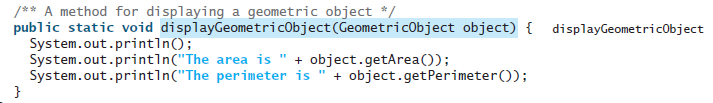 /** A method for displaying a geometric object */
public static void displayGeometricObject(GeometricObject object) { displayGeometricObject
System.out.println();
System.out.println("The area is " + object.getArea());
System.out.println("The perimeter is " + object.getPerimeter());
}